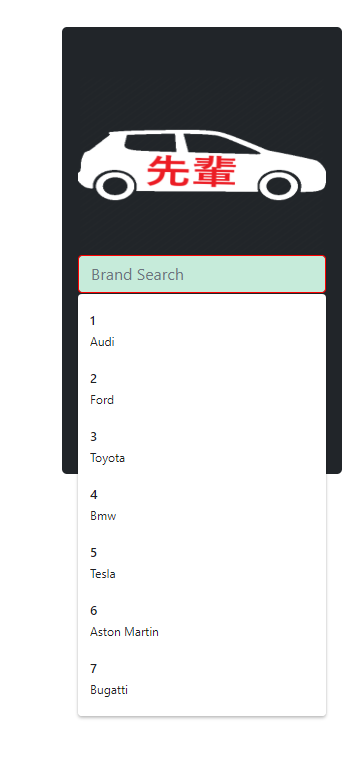 先輩
Brand Search
1
Audi
2
Ford
3
Toyota
4
Bmw
5
Tesla
6
Aston Martin
7
Bugatti